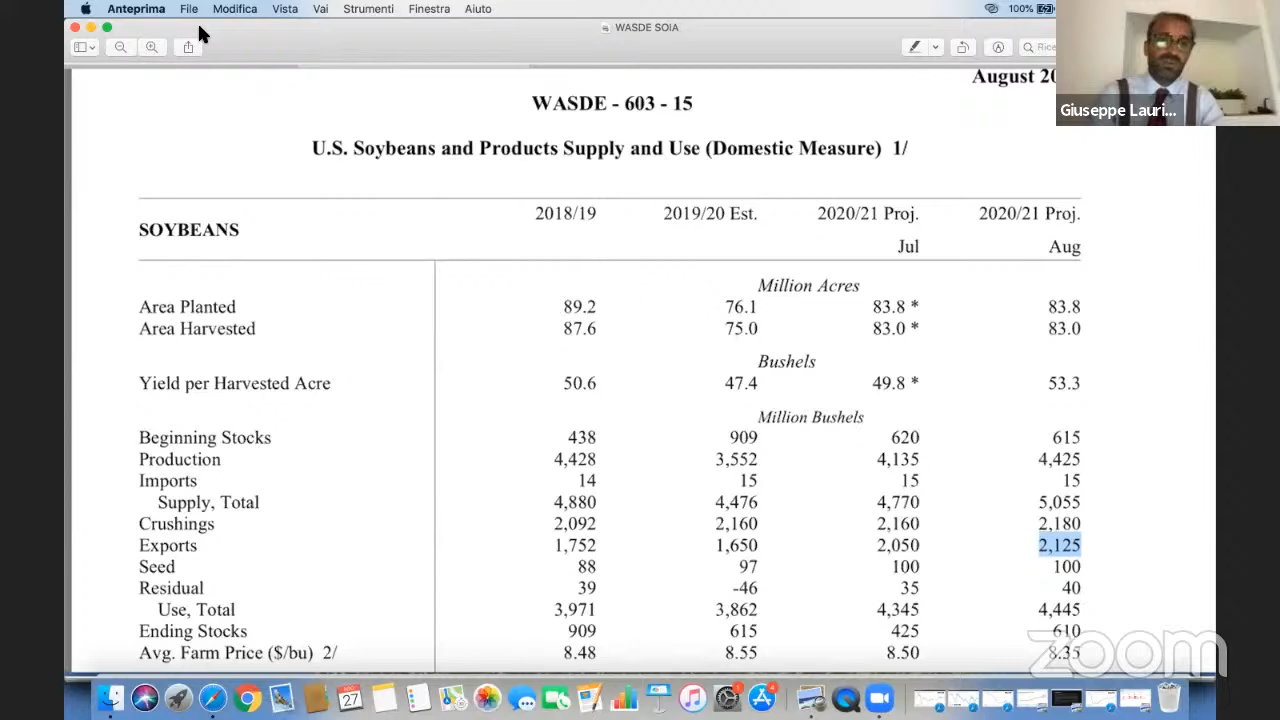 Anteprima File Modifica Vista Vai Strumenti Finestra Aiuto 100%
WASDE SOIA
Rice
August 20
WASDE - 603 - 15
Giuseppe Lauri...
U.S. Soybeans and Products Supply and Use (Domestic Measure) 1/
SOYBEANS 2018/19 2019/20 Est. 2020/21 Proj. 2020/21 Proj.
Jul Aug
Million Acres
Area Planted 89.2 76.1 83.8 * 83.8
Area Harvested 87.6 75.0 83.0 * 83.0
Bushels
Yield per Harvested Acre 50.6 47.4 49.8 * 53.3
Million Bushels
Beginning Stocks 438 909 620 615
Production 4,428 3,552 4,135 4,425
Imports 14 15 15 15
Supply, Total 4,880 4,476 4,770 5,055
Crushings 2,092 2,160 2,160 2,180
Exports 1,752 1,650 2,050 2,125
Seed 88 97 100 100
Residual 39 -46 35 40
Use, Total 3,971 3,862 4,345 4,445
Ending Stocks 909 615 425 610
Avg. Farm Price ($/bu) 2/ 8.48 8.55 8.50 8.35
zoom
27